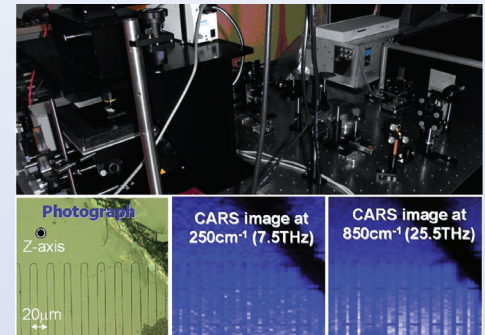 Photograph
Z-axis
20μm
CARS image at
250cm⁻¹ (7.5THz)
CARS image at
850cm⁻¹ (25.5THz)